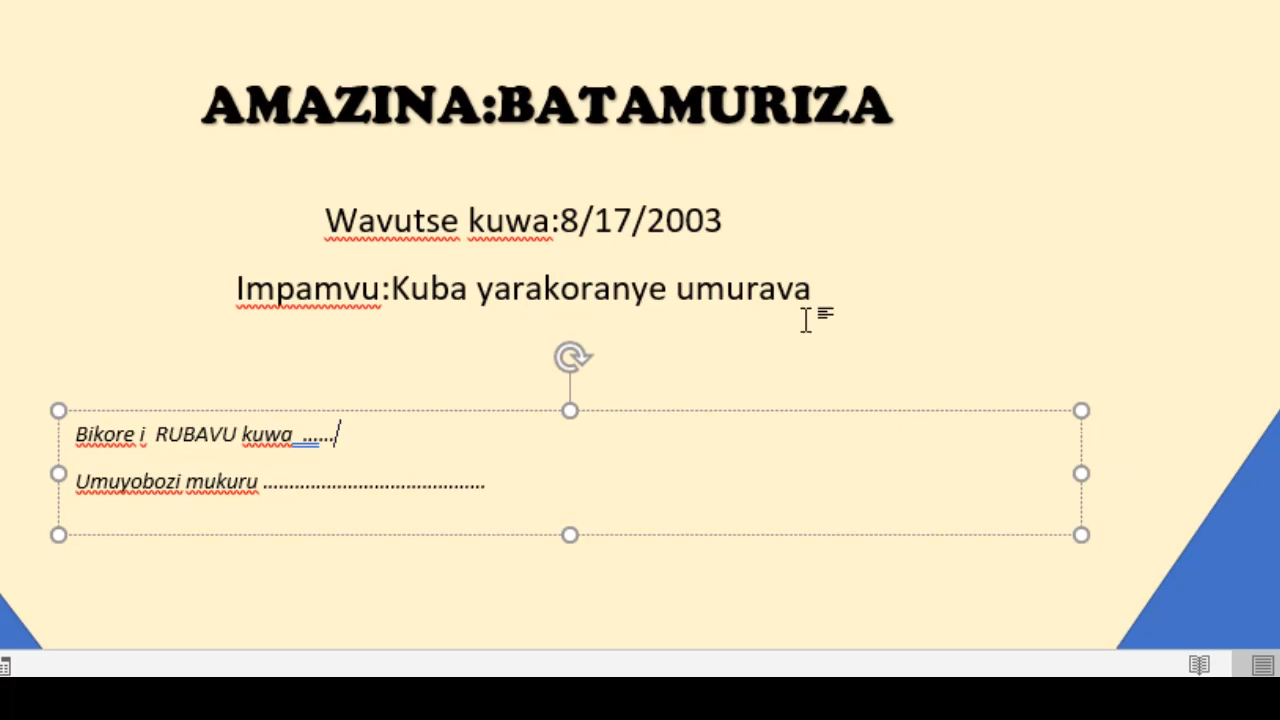 AMAZINA:BATAMURIZA
Wavutse kuwa:8/17/2003
Impamvu:Kuba yarakoranye umurava
Bikore i  RUBAVU kuwa  ......
Umuyobozi mukuru ..........................................